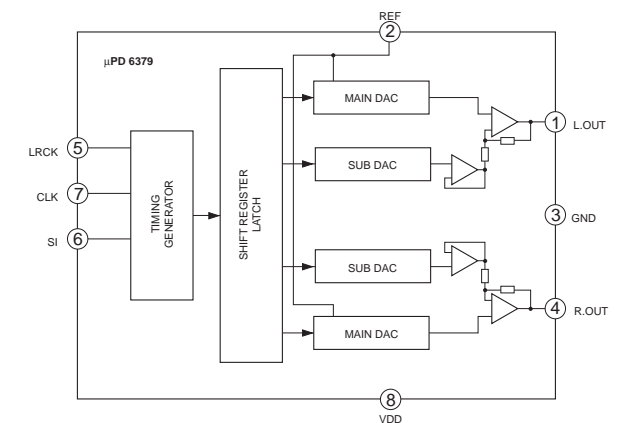 REF
2
μPD 6379
MAIN DAC
1
L.OUT
LRCK
5
SUB DAC
CLK
7
TIMING
GENERATOR
SHIFT REGISTER
LATCH
3
GND
SI
6
SUB DAC
4
R.OUT
MAIN DAC
8
VDD